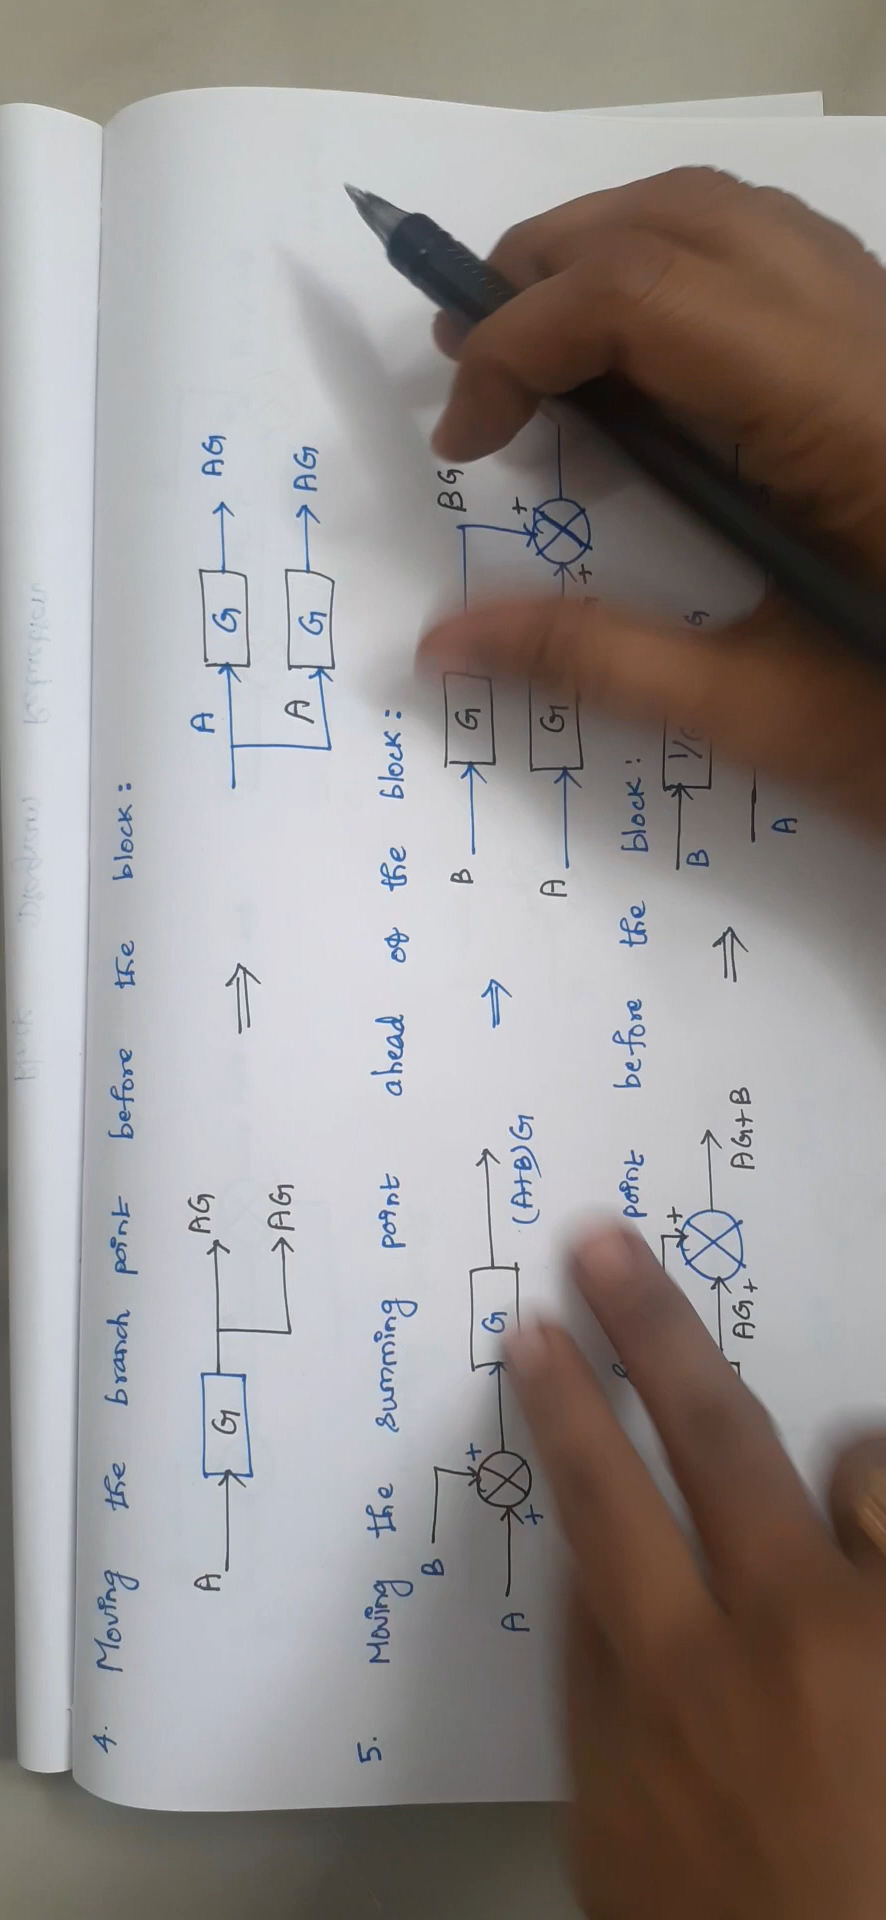 4. Moving the branch point before the block:
A G AG AG ⇒ A G AG A G AG
5. Moving the summing point ahead of the block:
B + A + G (A+B)G ⇒ B G BG + A G +
point before the block:
+ AG + AG+B ⇒ B A